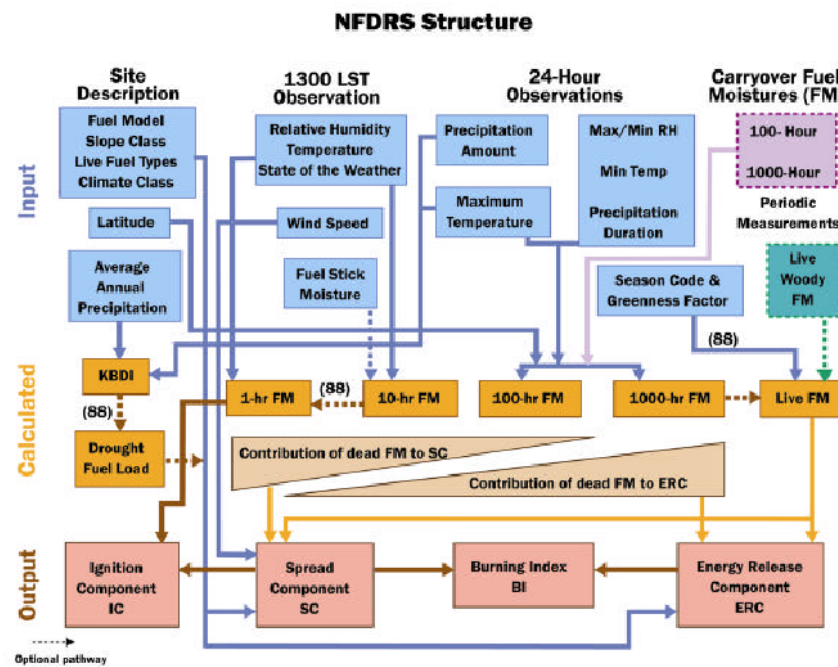 NFDRS Structure
Site
Description
1300 LST
Observation
24-Hour
Observations
Carryover Fuel
Moistures (FM)
Input
Fuel Model
Slope Class
Live Fuel Types
Climate Class
Relative Humidity
Temperature
State of the Weather
Precipitation
Amount
Max/Min RH
Min Temp
Precipitation
Duration
100- Hour
1000-Hour
Latitude
Wind Speed
Maximum
Temperature
Periodic
Measurements
Average
Annual
Precipitation
Fuel Stick
Moisture
Season Code &
Greenness Factor
Live
Woody
FM
(88)
Calculated
KBDI
(88)
1-hr FM
(88)
10-hr FM
100-hr FM
1000-hr FM
Live FM
Drought
Fuel Load
Contribution of dead FM to SC
Contribution of dead FM to ERC
Output
Ignition
Component
IC
Spread
Component
SC
Burning Index
BI
Energy Release
Component
ERC
Optional pathway